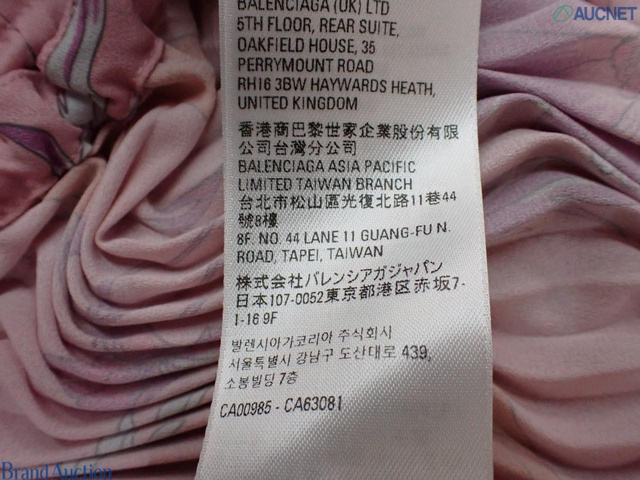 BALENCIAGA (UK) LTD
5TH FLOOR, REAR SUITE,
OAKFIELD HOUSE, 35
PERRYMOUNT ROAD
RH16 3BW HAYWARDS HEATH,
UNITED KINGDOM
香港商巴黎世家企業股份有限
公司台灣分公司
BALENCIAGA ASIA PACIFIC
LIMITED TAIWAN BRANCH
台北市松山區光復北路11巷44
號8樓
8F. NO. 44 LANE 11 GUANG-FU N.
ROAD, TAPEI, TAIWAN
株式会社バレンシアガジャパン
日本107-0052東京都港区赤坂7-
1-16 9F
발렌시아가코리아 주식회사
서울특별시 강남구 도산대로 439,
소봉빌딩 7층
CA00985 - CA63081
AUCNET
Brand Auction